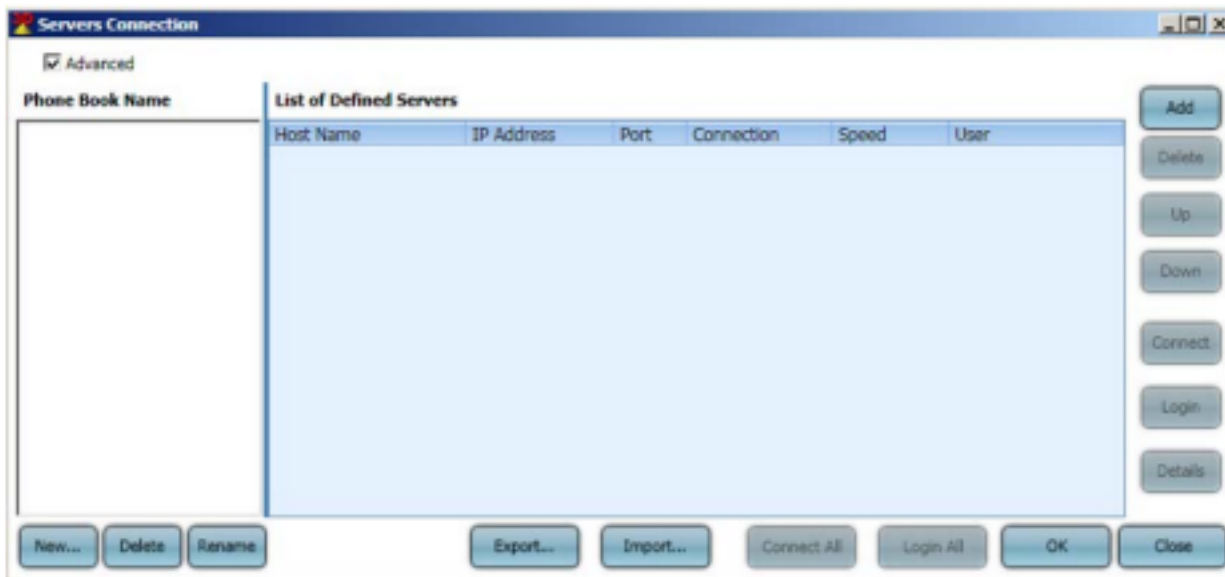 Servers Connection
Advanced
Phone Book Name
List of Defined Servers
Host Name IP Address Port Connection Speed User
Add
Delete
Up
Down
Connect
Login
Details
New... Delete Rename Export... Import... Connect All Login All OK Close